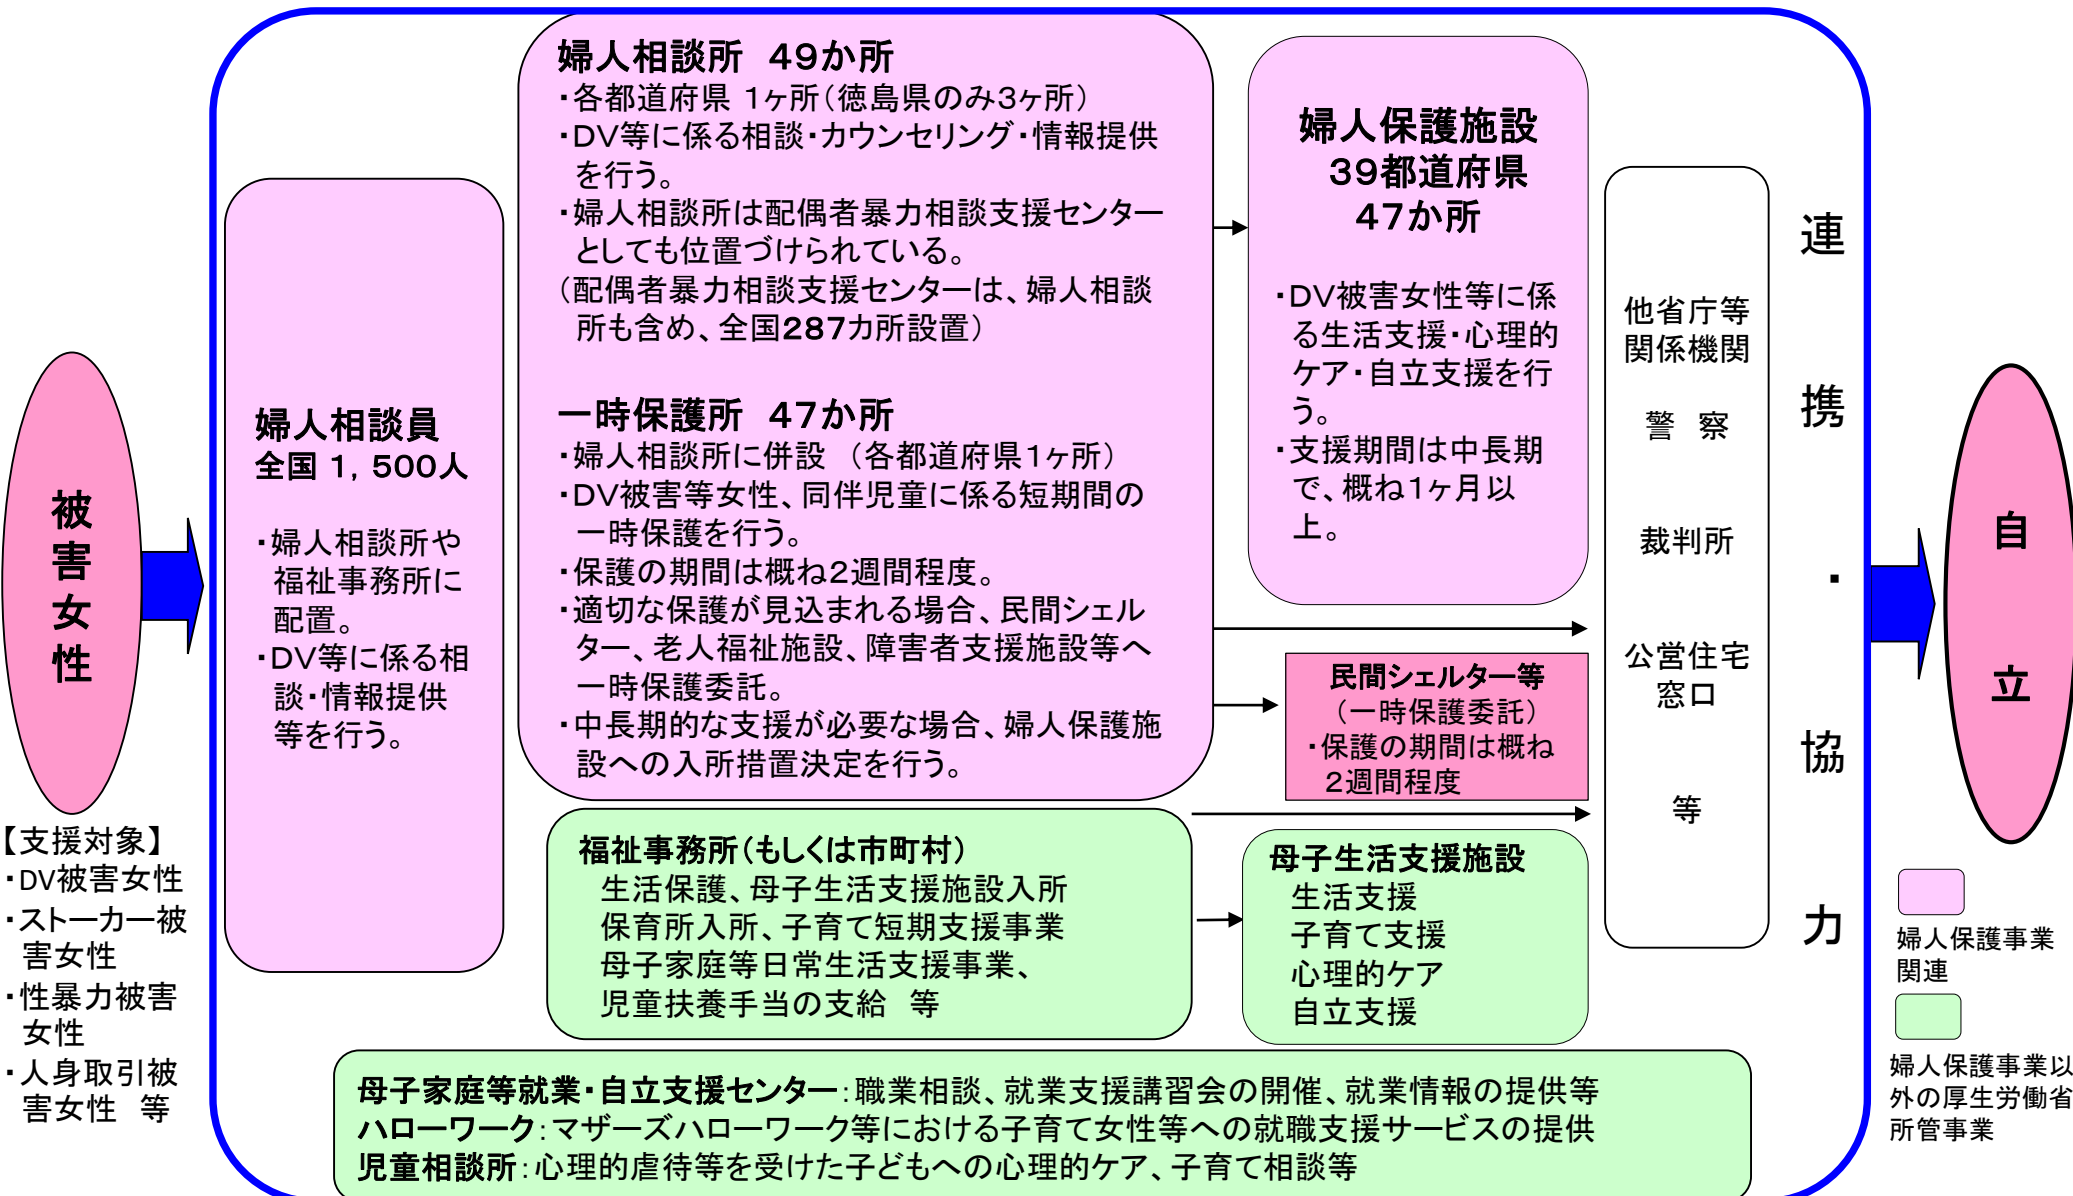 被害女性
【支援対象】
・DV被害女性
・ストーカー被
害女性
・性暴力被害
女性
・人身取引被
害女性　等
婦人相談員
全国 1，500人
・婦人相談所や
福祉事務所に
配置。
・DV等に係る相
談・情報提供
等を行う。
婦人相談所　49か所
・各都道府県 1ヶ所（徳島県のみ3ヶ所）
・DV等に係る相談・カウンセリング・情報提供
を行う。
・婦人相談所は配偶者暴力相談支援センター
としても位置づけられている。
（配偶者暴力相談支援センターは、婦人相談
所も含め、全国287カ所設置）
一時保護所　47か所
・婦人相談所に併設　（各都道府県1ヶ所）
・DV被害等女性、同伴児童に係る短期間の
一時保護を行う。
・保護の期間は概ね2週間程度。
・適切な保護が見込まれる場合、民間シェル
ター、老人福祉施設、障害者支援施設等へ
一時保護委託。
・中長期的な支援が必要な場合、婦人保護施
設への入所措置決定を行う。
婦人保護施設
39都道府県
47か所
・DV被害女性等に係
る生活支援・心理的
ケア・自立支援を行
う。
・支援期間は中長期
で、概ね1ヶ月以
上。
民間シェルター等
（一時保護委託）
・保護の期間は概ね
2週間程度
福祉事務所（もしくは市町村）
生活保護、母子生活支援施設入所
保育所入所、子育て短期支援事業
母子家庭等日常生活支援事業、
児童扶養手当の支給　等
母子生活支援施設
生活支援
子育て支援
心理的ケア
自立支援
他省庁等
関係機関
警　察
裁判所
公営住宅
窓口
等
連携・協力
母子家庭等就業・自立支援センター：職業相談、就業支援講習会の開催、就業情報の提供等
ハローワーク：マザーズハローワーク等における子育て女性等への就職支援サービスの提供
児童相談所：心理的虐待等を受けた子どもへの心理的ケア、子育て相談等
自立
婦人保護事業
関連
婦人保護事業以
外の厚生労働省
所管事業